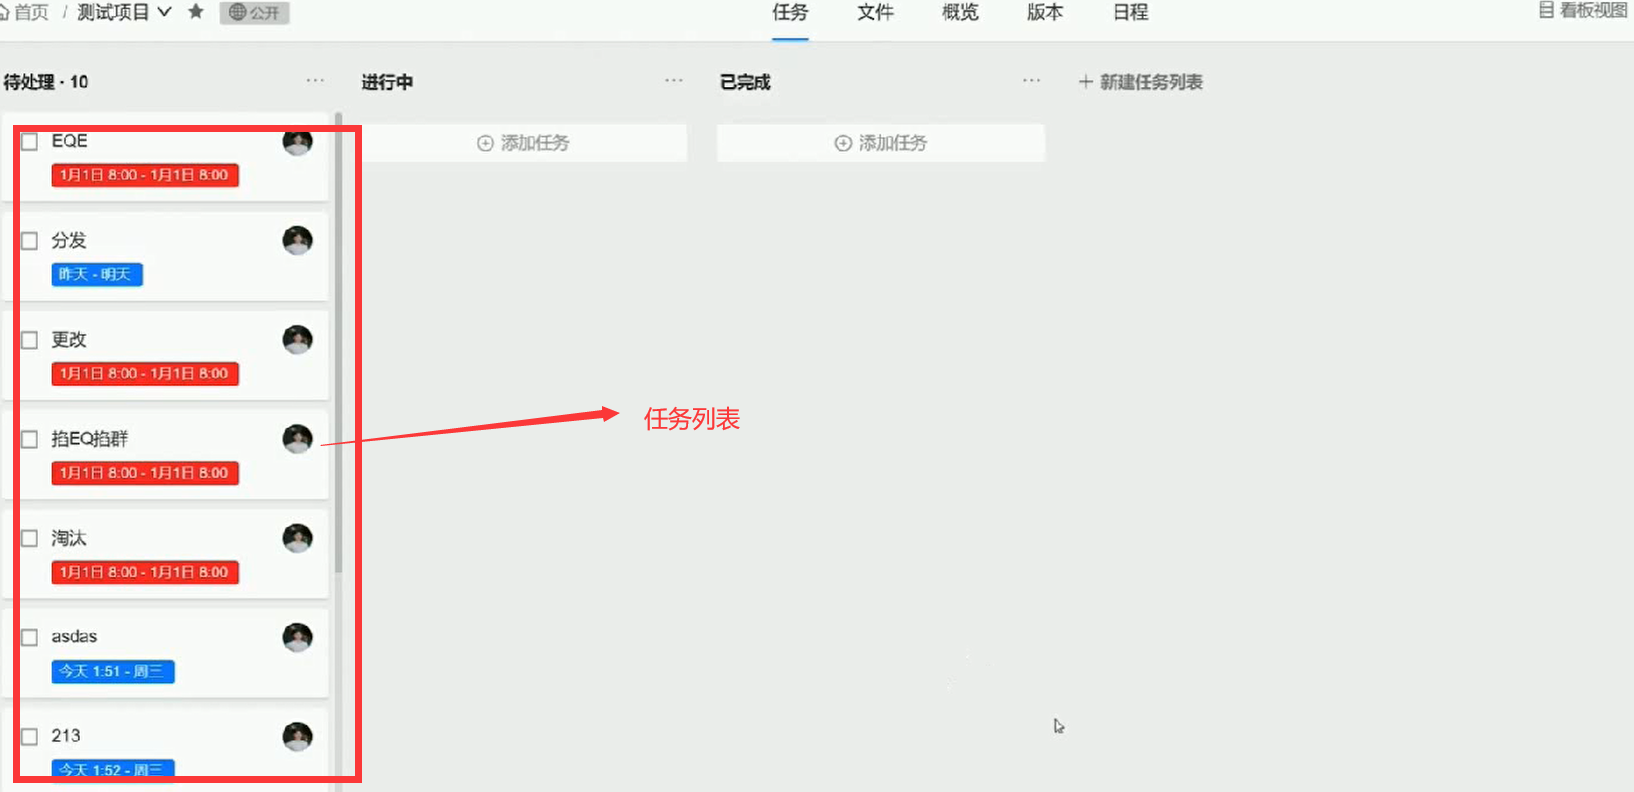 首页 / 测试项目 公开 任务 文件 概览 版本 日程 看板视图
待处理 · 10 ··· 进行中 ··· 已完成 ··· + 新建任务列表
EQE 添加任务 添加任务
1月1日 8:00 - 1月1日 8:00
分发
昨天 - 明天
更改
1月1日 8:00 - 1月1日 8:00
任务列表
掐EQ掐群
1月1日 8:00 - 1月1日 8:00
淘汰
1月1日 8:00 - 1月1日 8:00
asdas
今天 1:51 - 周三
213
今天 1:52 - 周三